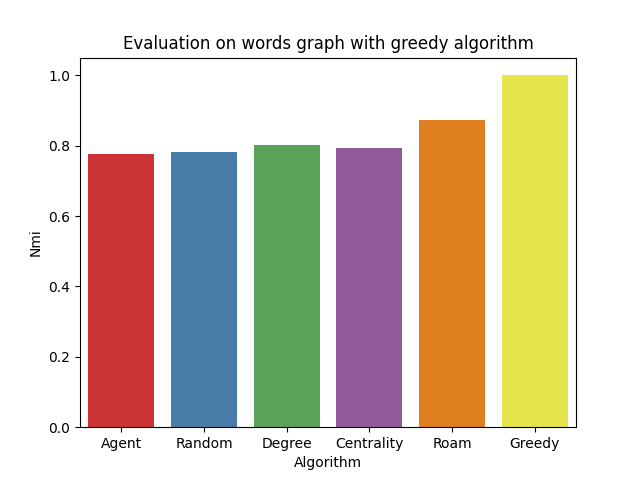 Evaluation on words graph with greedy algorithm
1.0
0.8
0.6
0.4
0.2
0.0
Nmi
Agent Random Degree Centrality Roam Greedy
Algorithm